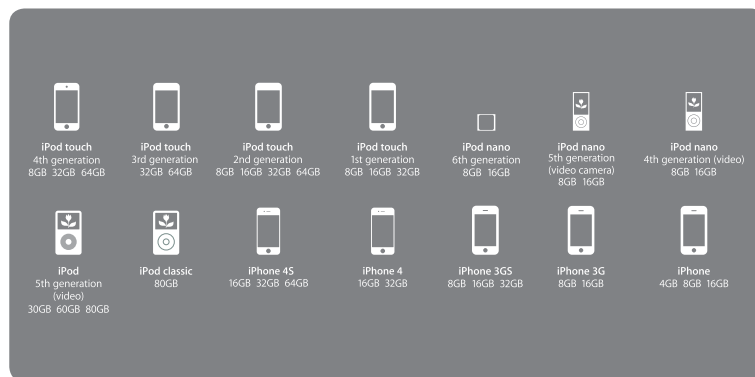 iPod touch
4th generation
8GB 32GB 64GB
iPod touch
3rd generation
32GB 64GB
iPod touch
2nd generation
8GB 16GB 32GB 64GB
iPod touch
1st generation
8GB 16GB 32GB
iPod nano
6th generation
8GB 16GB
iPod nano
5th generation
(video camera)
8GB 16GB
iPod nano
4th generation (video)
8GB 16GB
iPod
5th generation
(video)
30GB 60GB 80GB
iPod classic
80GB
iPhone 4S
16GB 32GB 64GB
iPhone 4
16GB 32GB
iPhone 3GS
8GB 16GB 32GB
iPhone 3G
8GB 16GB
iPhone
4GB 8GB 16GB